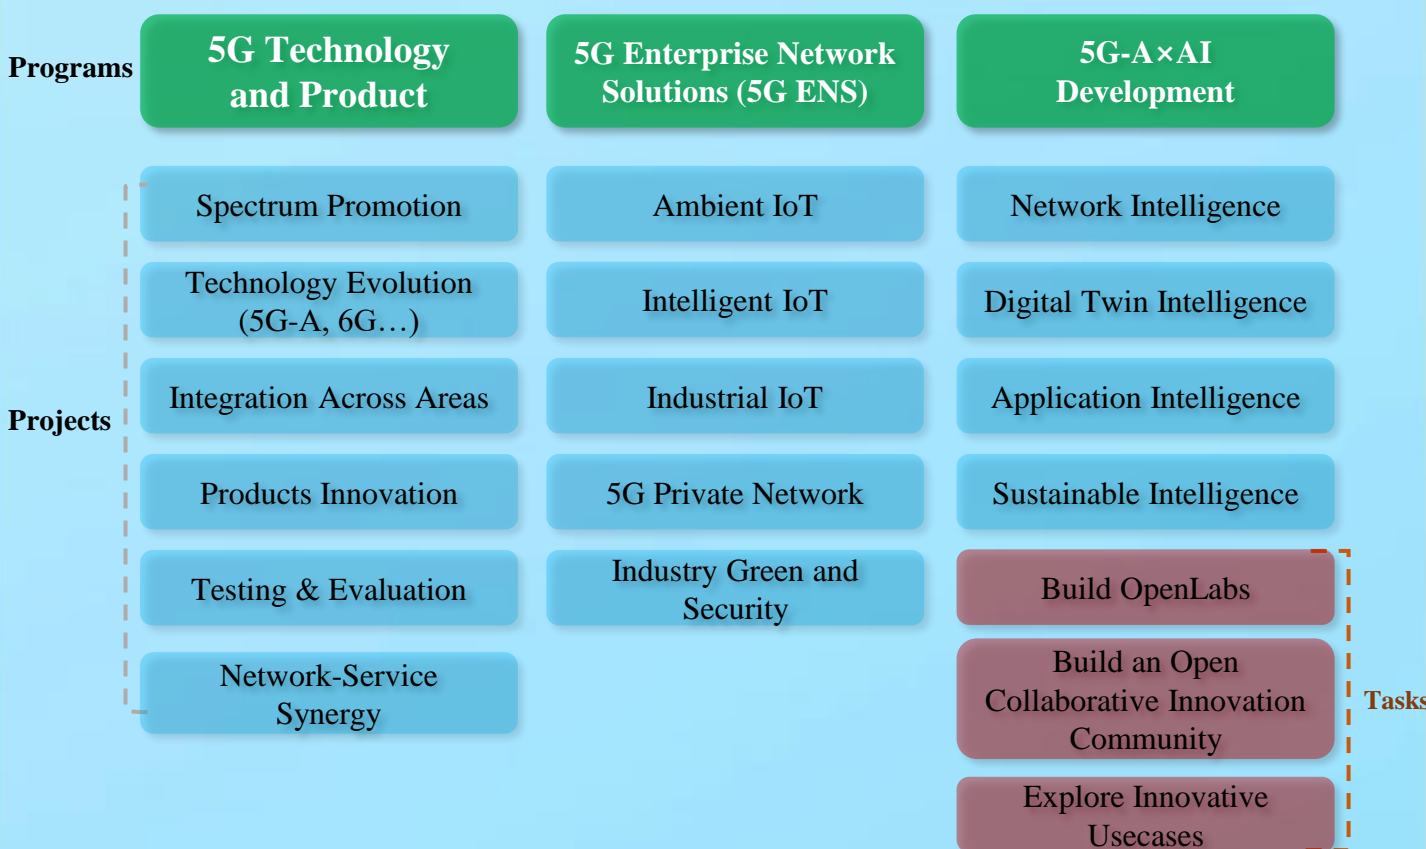 Programs
5G Technology
and Product
5G Enterprise Network
Solutions (5G ENS)
5G-A×AI
Development
Projects
Spectrum Promotion
Technology Evolution
(5G-A, 6G…)
Integration Across Areas
Products Innovation
Testing & Evaluation
Network-Service
Synergy
Ambient IoT
Intelligent IoT
Industrial IoT
5G Private Network
Industry Green and
Security
Network Intelligence
Digital Twin Intelligence
Application Intelligence
Sustainable Intelligence
Build OpenLabs
Build an Open
Collaborative Innovation
Community
Explore Innovative
Usecases
Tasks